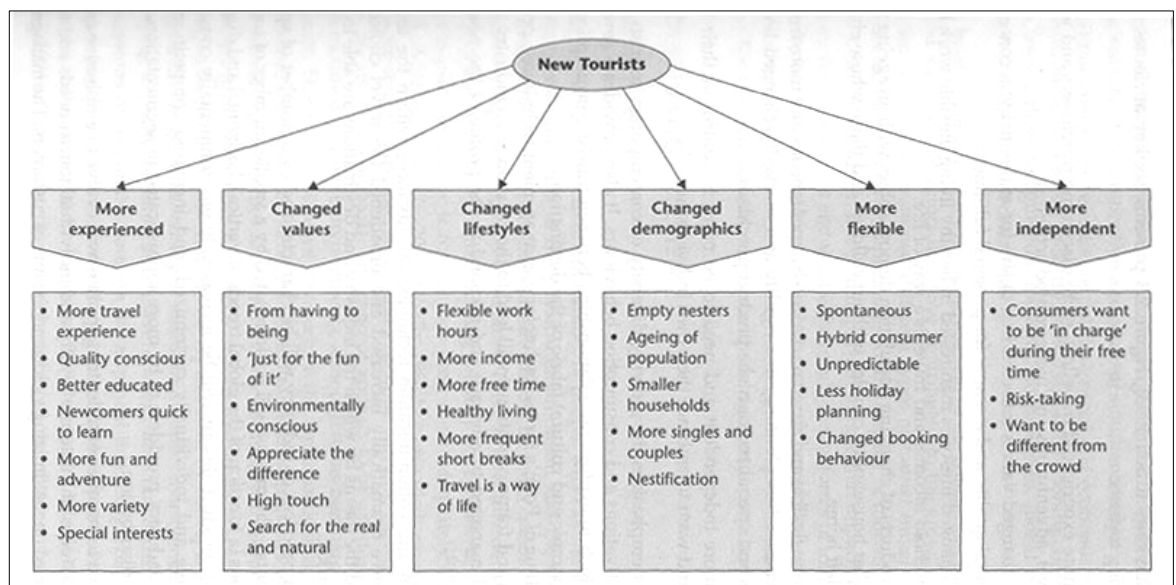 New Tourists
More
experienced
Changed
values
Changed
lifestyles
Changed
demographics
More
flexible
More
independent
• More travel
experience
• Quality conscious
• Better educated
• Newcomers quick
to learn
• More fun and
adventure
• More variety
• Special interests
• From having to
being
• 'Just for the fun
of it'
• Environmentally
conscious
• Appreciate the
difference
• High touch
• Search for the real
and natural
• Flexible work
hours
• More income
• More free time
• Healthy living
• More frequent
short breaks
• Travel is a way
of life
• Empty nesters
• Ageing of
population
• Smaller
households
• More singles and
couples
• Nestification
• Spontaneous
• Hybrid consumer
• Unpredictable
• Less holiday
planning
• Changed booking
behaviour
• Consumers want
to be 'in charge'
during their free
time
• Risk-taking
• Want to be
different from
the crowd